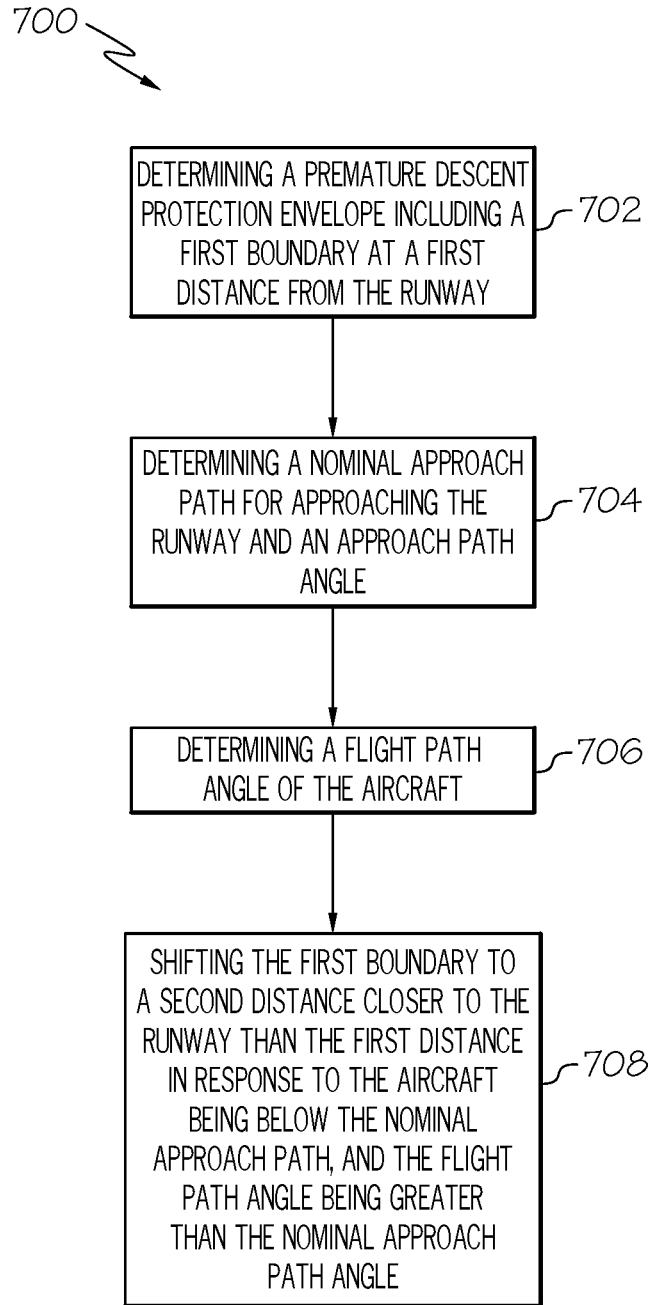 700
DETERMINING A PREMATURE DESCENT
PROTECTION ENVELOPE INCLUDING A
FIRST BOUNDARY AT A FIRST
DISTANCE FROM THE RUNWAY
702
DETERMINING A NOMINAL APPROACH
PATH FOR APPROACHING THE
RUNWAY AND AN APPROACH PATH
ANGLE
704
DETERMINING A FLIGHT PATH
ANGLE OF THE AIRCRAFT
706
SHIFTING THE FIRST BOUNDARY TO
A SECOND DISTANCE CLOSER TO THE
RUNWAY THAN THE FIRST DISTANCE
IN RESPONSE TO THE AIRCRAFT
BEING BELOW THE NOMINAL
APPROACH PATH, AND THE FLIGHT
PATH ANGLE BEING GREATER
THAN THE NOMINAL APPROACH
PATH ANGLE
708